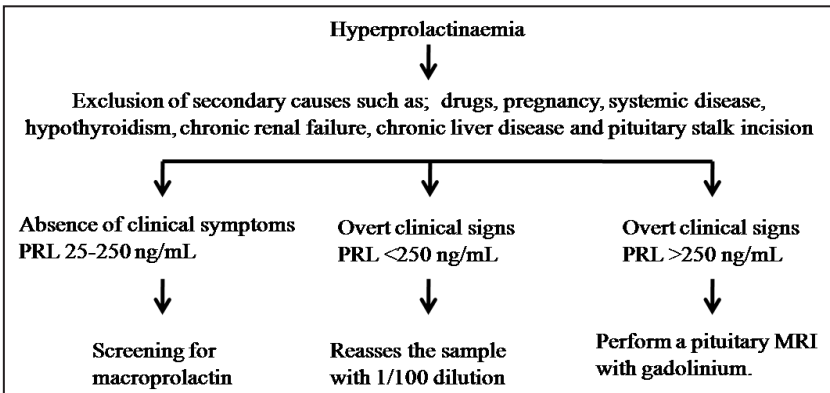 Hyperprolactinaemia
Exclusion of secondary causes such as; drugs, pregnancy, systemic disease,
hypothyroidism, chronic renal failure, chronic liver disease and pituitary stalk incision
Absence of clinical symptoms
PRL 25-250 ng/mL
Screening for
macroprolactin
Overt clinical signs
PRL <250 ng/mL
Reasses the sample
with 1/100 dilution
Overt clinical signs
PRL >250 ng/mL
Perform a pituitary MRI
with gadolinium.